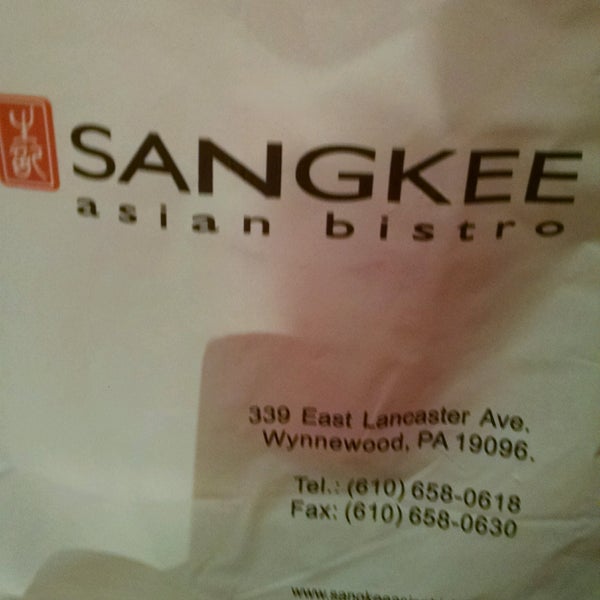 SANGKEE
asian bistro
339 East Lancaster Ave.
Wynnewood, PA 19096.
Tel.: (610) 658-0618
Fax: (610) 658-0630